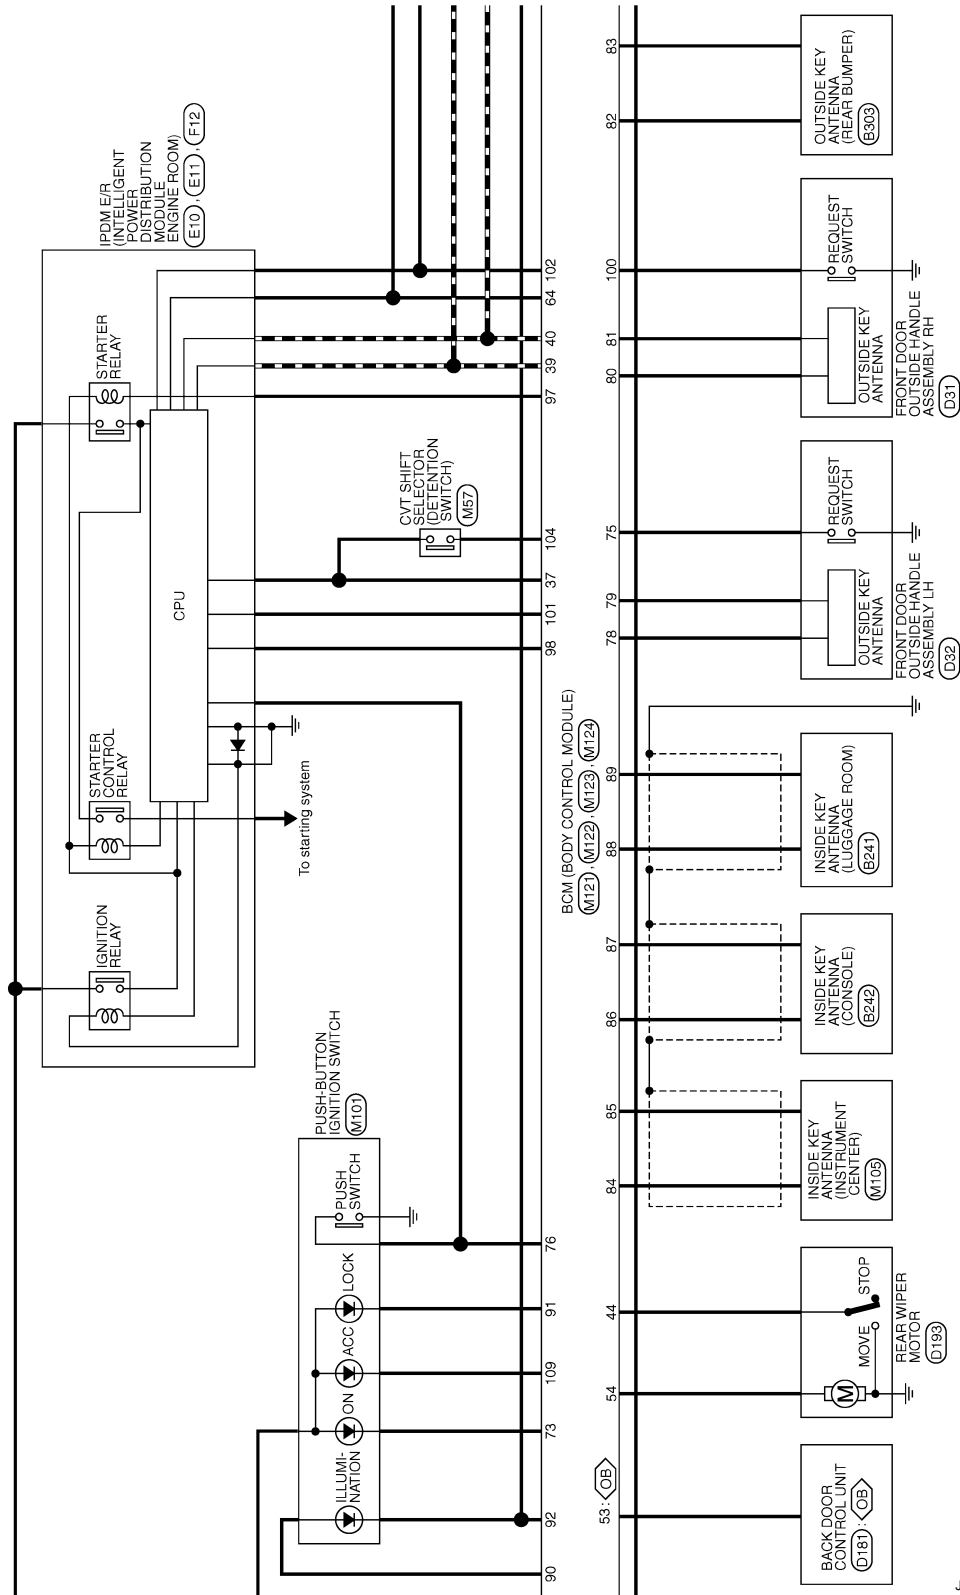 IPDM E/R
(INTELLIGENT
POWER
DISTRIBUTION
MODULE
ENGINE ROOM)
E10 , E11 , F12
STARTER
RELAY
CPU
STARTER
CONTROL
RELAY
IGNITION
RELAY
To starting system
CVT SHIFT
SELECTOR
(DETENTION
SWITCH)
M57
PUSH-BUTTON
IGNITION SWITCH
M101
PUSH
SWITCH
LOCK
ACC
ON
ILLUMI-
NATION
102
64
40
39
97
104
37
101
98
76
91
109
73
92
90
BCM (BODY CONTROL MODULE)
M121 , M122 , M123 , M124
83
82
100
81
80
75
79
78
89
88
87
86
85
84
44
54
53 : OB
OUTSIDE KEY
ANTENNA
(REAR BUMPER)
B303
REQUEST
SWITCH
OUTSIDE KEY
ANTENNA
FRONT DOOR
OUTSIDE HANDLE
ASSEMBLY RH
D31
REQUEST
SWITCH
OUTSIDE KEY
ANTENNA
FRONT DOOR
OUTSIDE HANDLE
ASSEMBLY LH
D32
INSIDE KEY
ANTENNA
(LUGGAGE ROOM)
B241
INSIDE KEY
ANTENNA
(CONSOLE)
B242
INSIDE KEY
ANTENNA
(INSTRUMENT
CENTER)
M105
STOP
MOVE
M
REAR WIPER
MOTOR
D193
BACK DOOR
CONTROL UNIT
D181 : OB